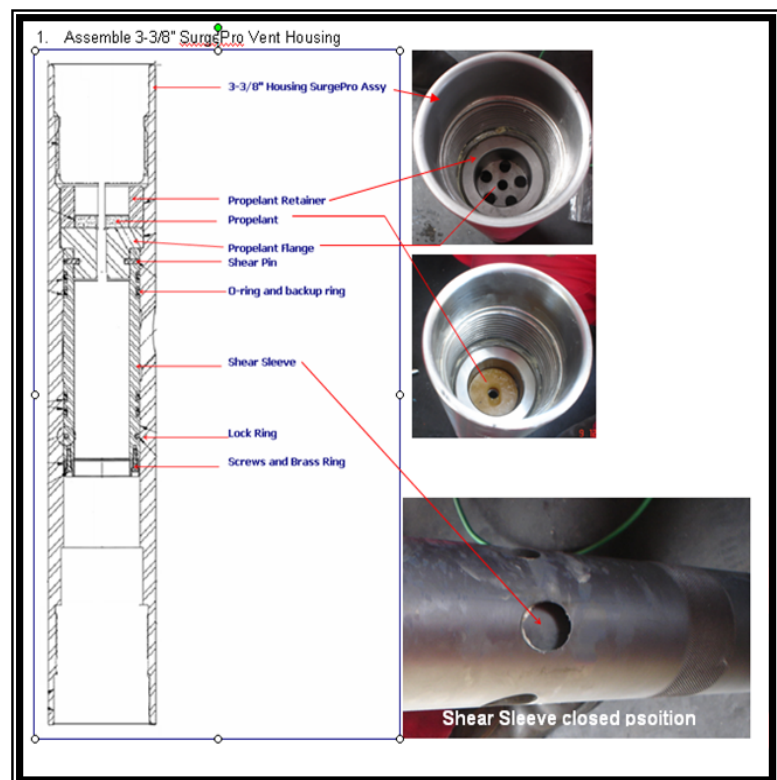 1. Assemble 3-3/8" SurgePro Vent Housing
3-3/8" Housing SurgePro Assy
Propelant Retainer
Propelant
Propelant Flange
Shear Pin
O-ring and backup ring
Shear Sleeve
Lock Ring
Screws and Brass Ring
Shear Sleeve closed psoition